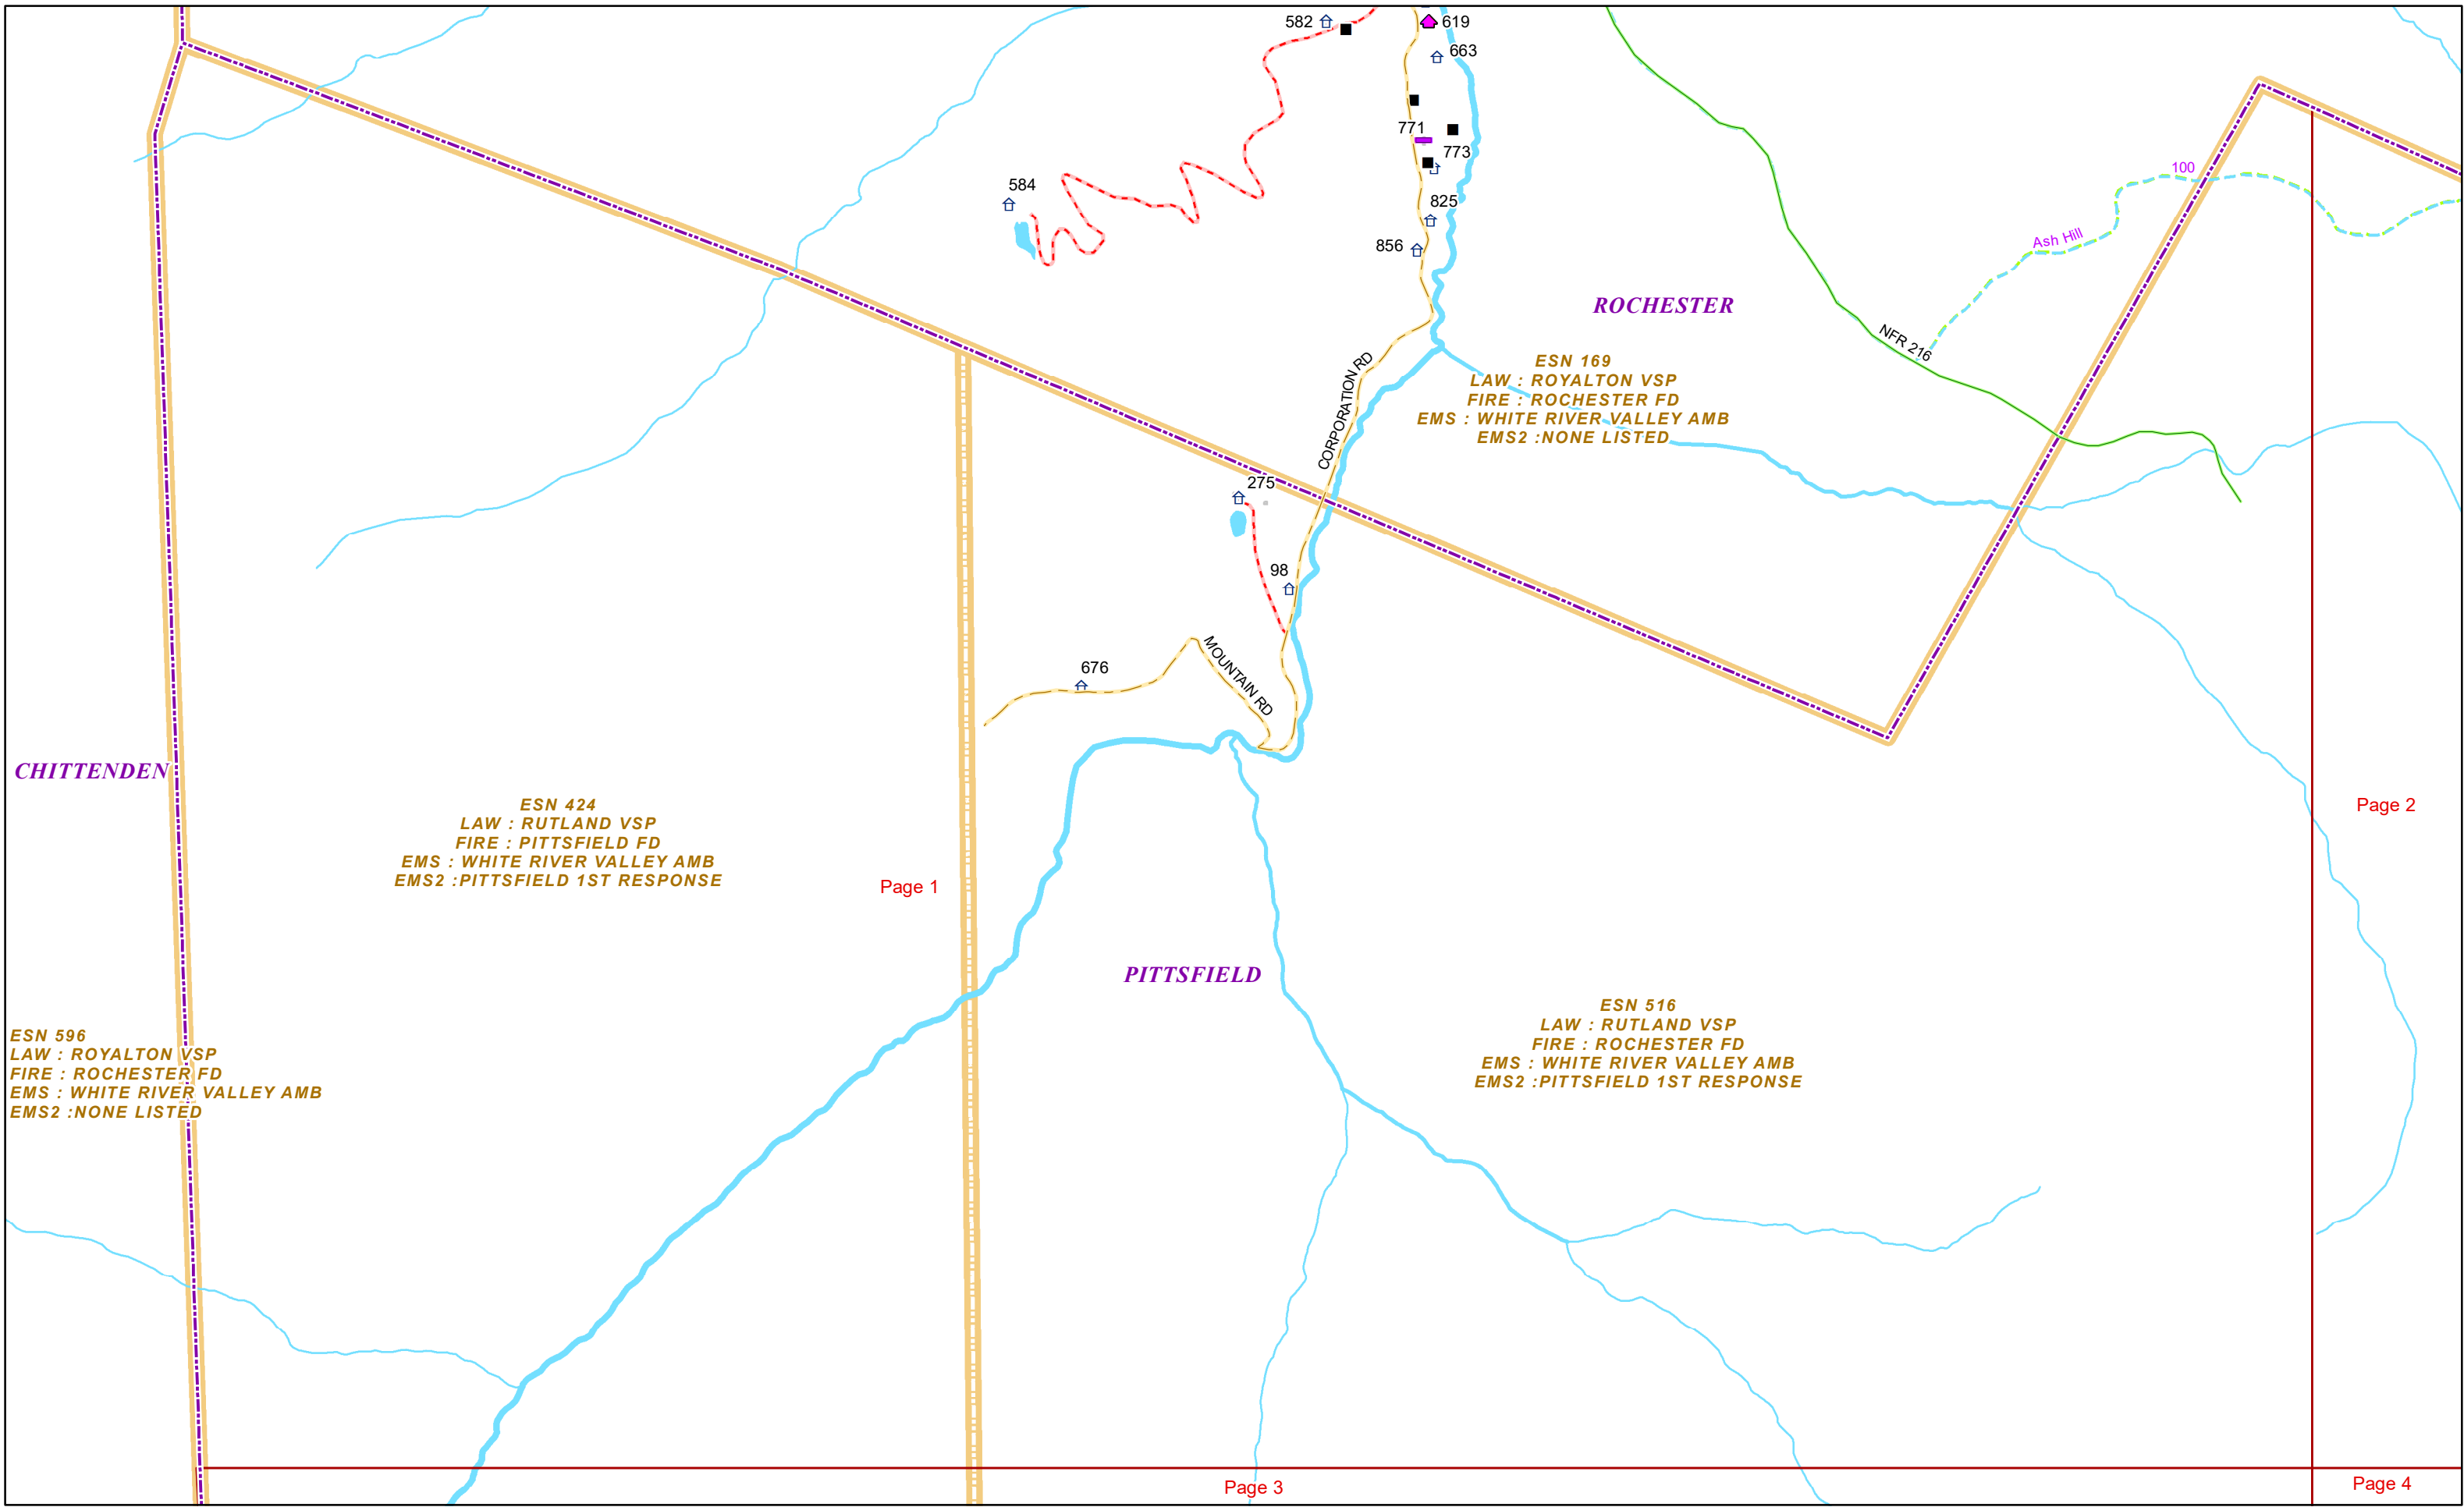 582
619
663
771
773
584
825
856
100
Ash Hill
ROCHESTER
NFR 216
CORPORATION RD
ESN 169
LAW : ROYALTON VSP
FIRE : ROCHESTER FD
EMS : WHITE RIVER VALLEY AMB
EMS2 :NONE LISTED
275
98
676
MOUNTAIN RD
CHITTENDEN
ESN 424
LAW : RUTLAND VSP
FIRE : PITTSFIELD FD
EMS : WHITE RIVER VALLEY AMB
EMS2 :PITTSFIELD 1ST RESPONSE
Page 1
Page 2
PITTSFIELD
ESN 516
LAW : RUTLAND VSP
FIRE : ROCHESTER FD
EMS : WHITE RIVER VALLEY AMB
EMS2 :PITTSFIELD 1ST RESPONSE
ESN 596
LAW : ROYALTON VSP
FIRE : ROCHESTER FD
EMS : WHITE RIVER VALLEY AMB
EMS2 :NONE LISTED
Page 3
Page 4